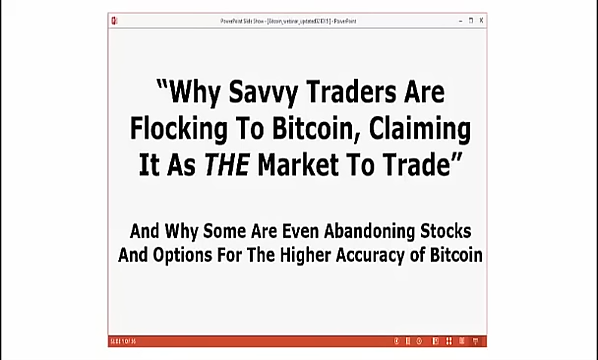 PowerPoint Slide Show - [Bitcoin_webinar_updated121013] - PowerPoint
"Why Savvy Traders Are
Flocking To Bitcoin, Claiming
It As THE Market To Trade"
And Why Some Are Even Abandoning Stocks
And Options For The Higher Accuracy of Bitcoin